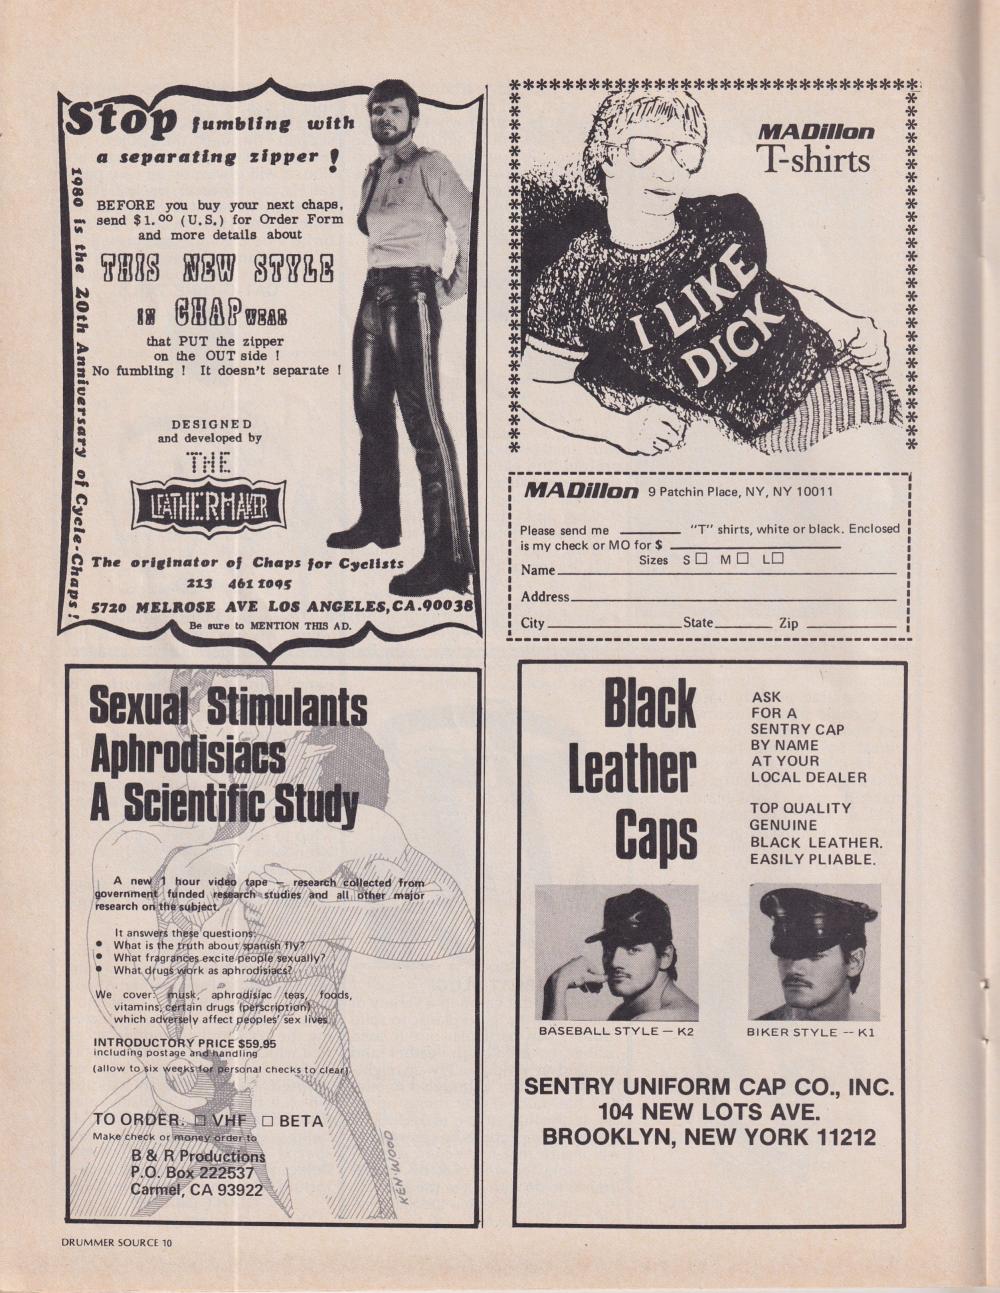 Stop fumbling with
a separating zipper !
1980 is the 20th Anniversary of Cycle-Chaps!
BEFORE you buy your next chaps,
send $1.00 (U.S.) for Order Form
and more details about
THIS NEW STYLE
IN CHAP WEAR
that PUT the zipper
on the OUT side !
No fumbling ! It doesn't separate !
DESIGNED
and developed by
THE
LEATHERMAKER
The originator of Chaps for Cyclists
213 461 1095
5720 MELROSE AVE LOS ANGELES,CA.90038
Be sure to MENTION THIS AD.
MADillon
T-shirts
I LIKE
DICK
MADillon 9 Patchin Place, NY, NY 10011
Please send me ______ "T" shirts, white or black. Enclosed
is my check or MO for $ ______
Sizes S☐ M☐ L☐
Name
Address
City State Zip
Sexual Stimulants
Aphrodisiacs
A Scientific Study
A new 1 hour video tape — research collected from
government funded research studies and all other major
research on the subject.
It answers these questions:
• What is the truth about spanish fly?
• What fragrances excite people sexually?
• What drugs work as aphrodisiacs?
We cover: musk, aphrodisiac teas, foods,
vitamins, certain drugs (perscription)
which adversely affect peoples' sex lives.
INTRODUCTORY PRICE $59.95
including postage and handling
(allow to six weeks for personal checks to clear)
TO ORDER: ☐ VHF ☐ BETA
Make check or money order to
B & R Productions
P.O. Box 222537
Carmel, CA 93922
KEN WOOD
Black
Leather
Caps
ASK
FOR A
SENTRY CAP
BY NAME
AT YOUR
LOCAL DEALER
TOP QUALITY
GENUINE
BLACK LEATHER.
EASILY PLIABLE.
BASEBALL STYLE — K2
BIKER STYLE -- K1
SENTRY UNIFORM CAP CO., INC.
104 NEW LOTS AVE.
BROOKLYN, NEW YORK 11212
DRUMMER SOURCE 10